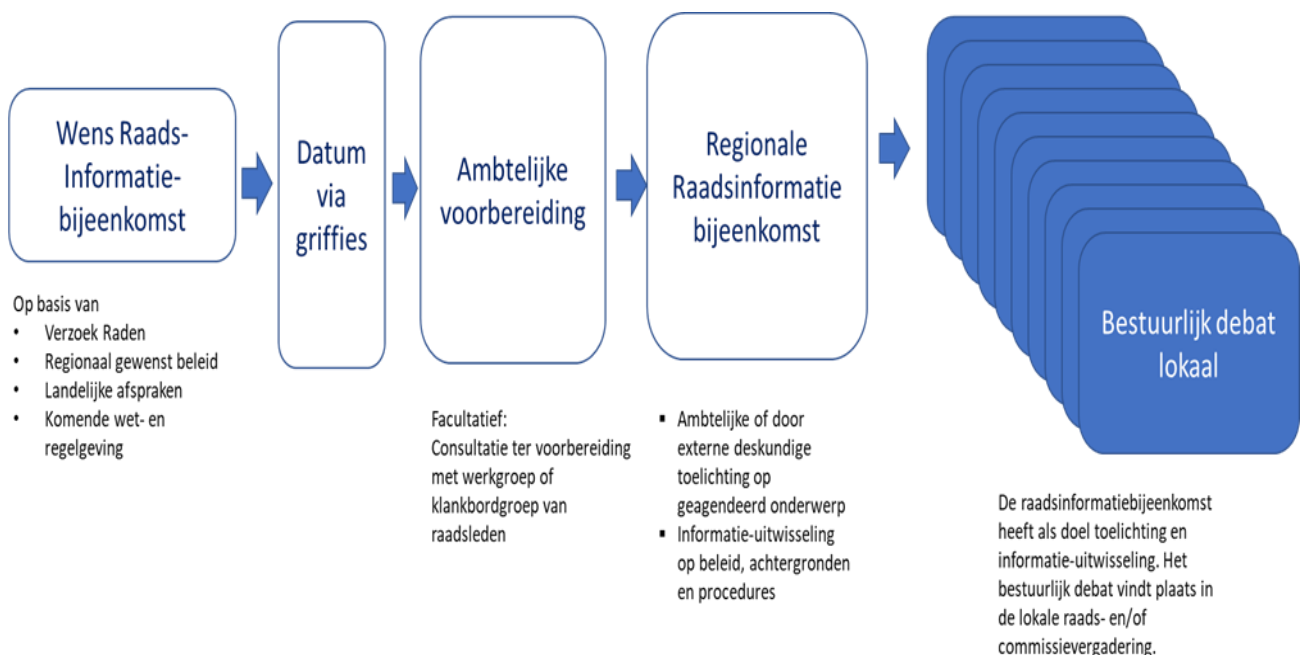 Wens Raads-
Informatie-
bijeenkomst
Op basis van
• Verzoek Raden
• Regionaal gewenst beleid
• Landelijke afspraken
• Komende wet- en
regelgeving
Datum
via
griffies
Ambtelijke
voorbereiding
Facultatief:
Consultatie ter voorbereiding
met werkgroep of
klankbordgroep van
raadsleden
Regionale
Raadsinformatie
bijeenkomst
▪ Ambtelijke of door
externe deskundige
toelichting op
geagendeerd onderwerp
▪ Informatie-uitwisseling
op beleid, achtergronden
en procedures
Bestuurlijk debat
lokaal
De raadsinformatiebijeenkomst
heeft als doel toelichting en
informatie-uitwisseling. Het
bestuurlijk debat vindt plaats in
de lokale raads- en/of
commissievergadering.